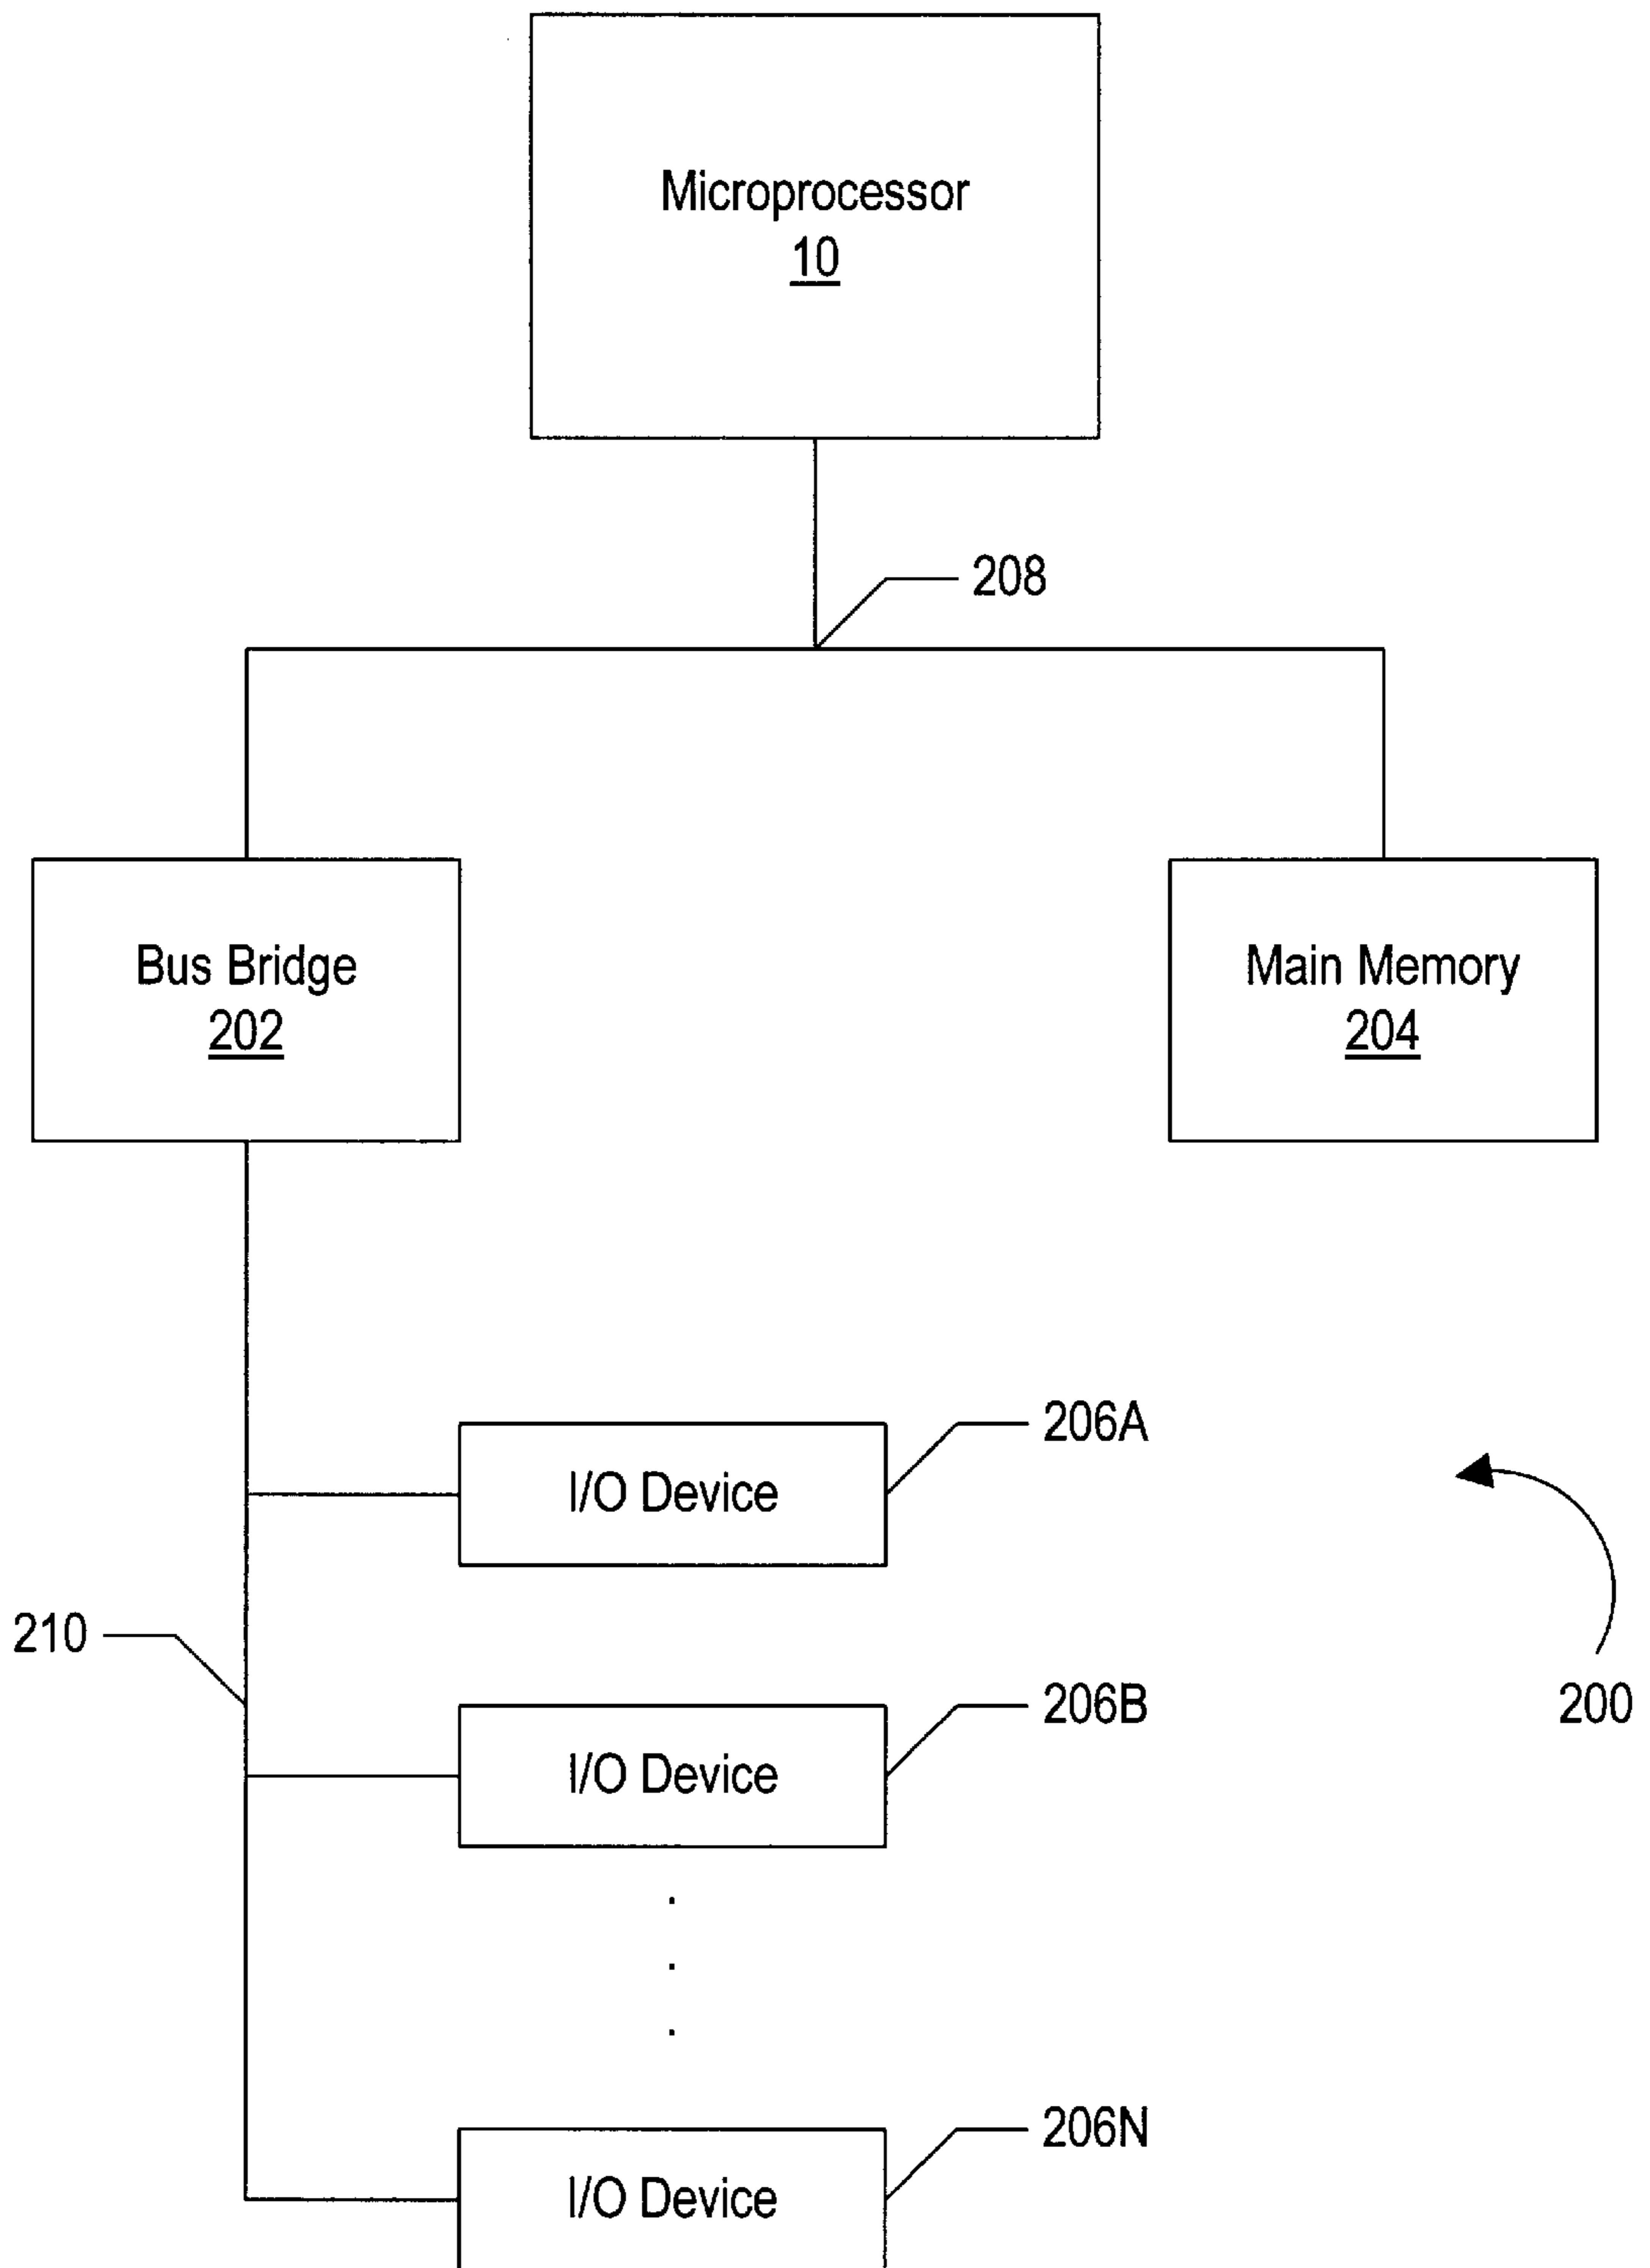 Microprocessor
10
208
Bus Bridge
202
Main Memory
204
206A
I/O Device
210
206B
I/O Device
200
.
.
.
206N
I/O Device